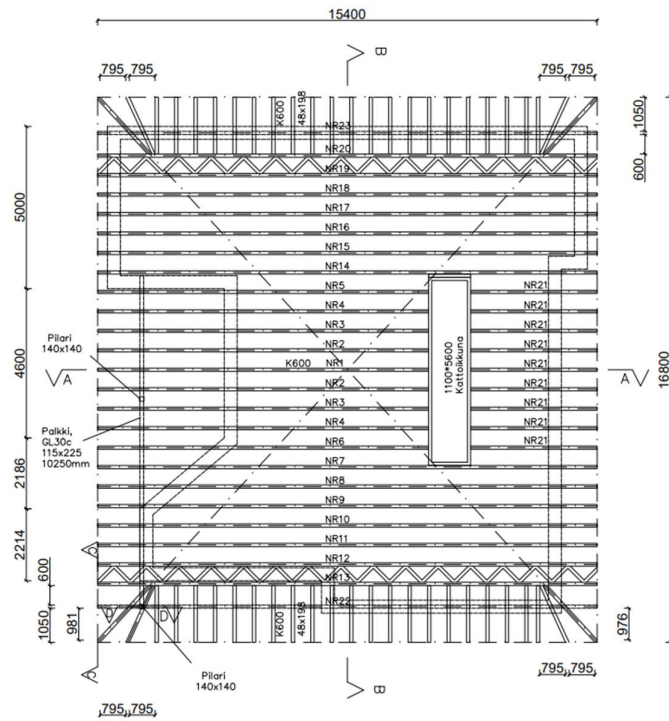 15400
B
795
795
795
795
K600
48x198
NR23
1050
NR20
600
NR19
NR18
5000
NR17
NR16
NR15
NR14
NR5
NR21
NR4
NR21
NR3
NR21
Pilari
140x140
NR2
NR21
1100*5600
Kattoikkuna
4600
A
K600
NR1
NR21
A
16800
NR2
NR21
NR3
NR21
Palkki,
GL30c
115x225
10250mm
NR4
NR21
NR6
NR21
NR7
2186
NR8
NR9
NR10
2214
NR11
C
NR12
600
NR13
NR22
1050
981
D
D
K600
48x198
976
C
Pilari
140x140
B
795
795
795
795